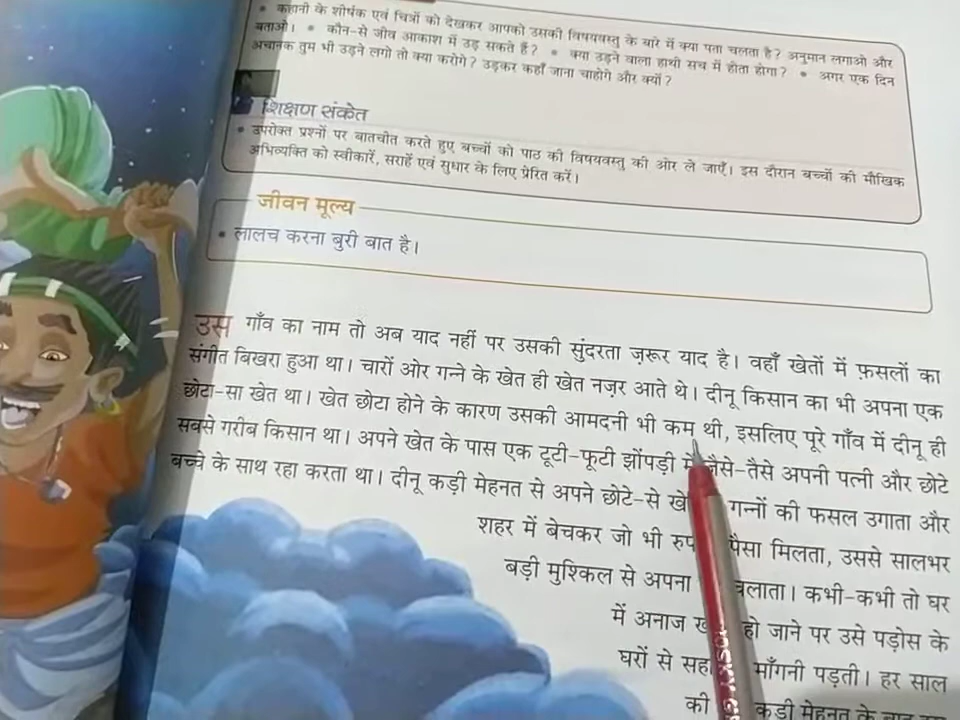 • कहानी के शीर्षक एवं चित्रों को देखकर आपको उसकी विषयवस्तु के बारे में क्या पता चलता है? अनुमान लगाओ और
बताओ। • कौन-से जीव आकाश में उड़ सकते हैं? • क्या उड़ने वाला हाथी सच में होता होगा? • अगर एक दिन
अचानक तुम भी उड़ने लगो तो क्या करोगे? उड़कर कहाँ जाना चाहोगे और क्यों?
शिक्षण संकेत
• उपरोक्त प्रश्नों पर बातचीत करते हुए बच्चों को पाठ की विषयवस्तु की ओर ले जाएँ। इस दौरान बच्चों की मौखिक
अभिव्यक्ति को स्वीकारें, सराहें एवं सुधार के लिए प्रेरित करें।
जीवन मूल्य
• लालच करना बुरी बात है।
उस गाँव का नाम तो अब याद नहीं पर उसकी सुंदरता ज़रूर याद है। वहाँ खेतों में फ़सलों का
संगीत बिखरा हुआ था। चारों ओर गन्ने के खेत ही खेत नज़र आते थे। दीनू किसान का भी अपना एक
छोटा-सा खेत था। खेत छोटा होने के कारण उसकी आमदनी भी कम थी, इसलिए पूरे गाँव में दीनू ही
सबसे गरीब किसान था। अपने खेत के पास एक टूटी-फूटी झोंपड़ी में जैसे-तैसे अपनी पत्नी और छोटे
बच्चे के साथ रहा करता था। दीनू कड़ी मेहनत से अपने छोटे-से गन्नों की फसल उगाता और
शहर में बेचकर जो भी पैसा मिलता, उससे सालभर
बड़ी मुश्किल से अपना चलाता। कभी-कभी तो घर
में अनाज हो जाने पर उसे पड़ोस के
घरों से माँगनी पड़ती। हर साल
की कड़ी मेहनत के